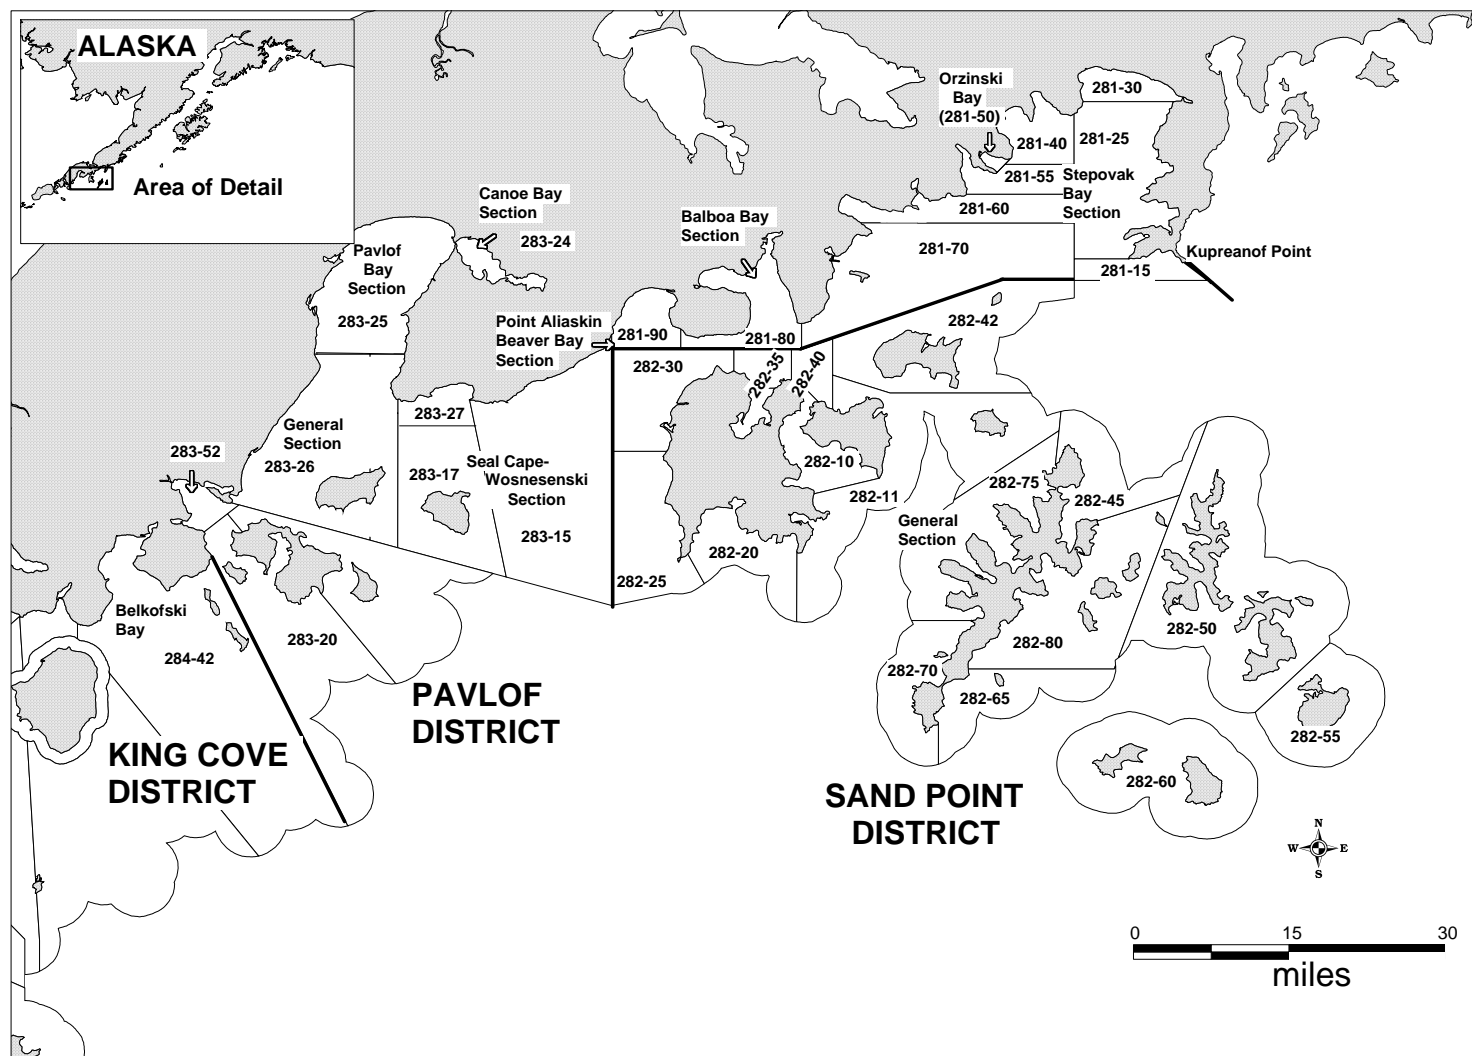 ALASKA
Area of Detail
Orzinski
Bay
(281-50)
281-30
281-40
281-25
281-55
Stepovak
Bay
Section
281-60
281-70
281-15
Kupreanof Point
Canoe Bay
Section
283-24
Balboa Bay
Section
Pavlof
Bay
Section
283-25
Point Aliaskin
Beaver Bay
Section
281-90
281-80
282-42
282-30
282-35
282-40
283-27
General
Section
283-26
283-52
283-17
Seal Cape-
Wosnesenski
Section
283-15
282-10
282-11
282-75
282-45
General
Section
282-20
282-25
Belkofski
Bay
284-42
283-20
282-80
282-50
282-70
282-65
282-55
282-60
PAVLOF
DISTRICT
KING COVE
DISTRICT
SAND POINT
DISTRICT
N
W E
S
0 15 30
miles